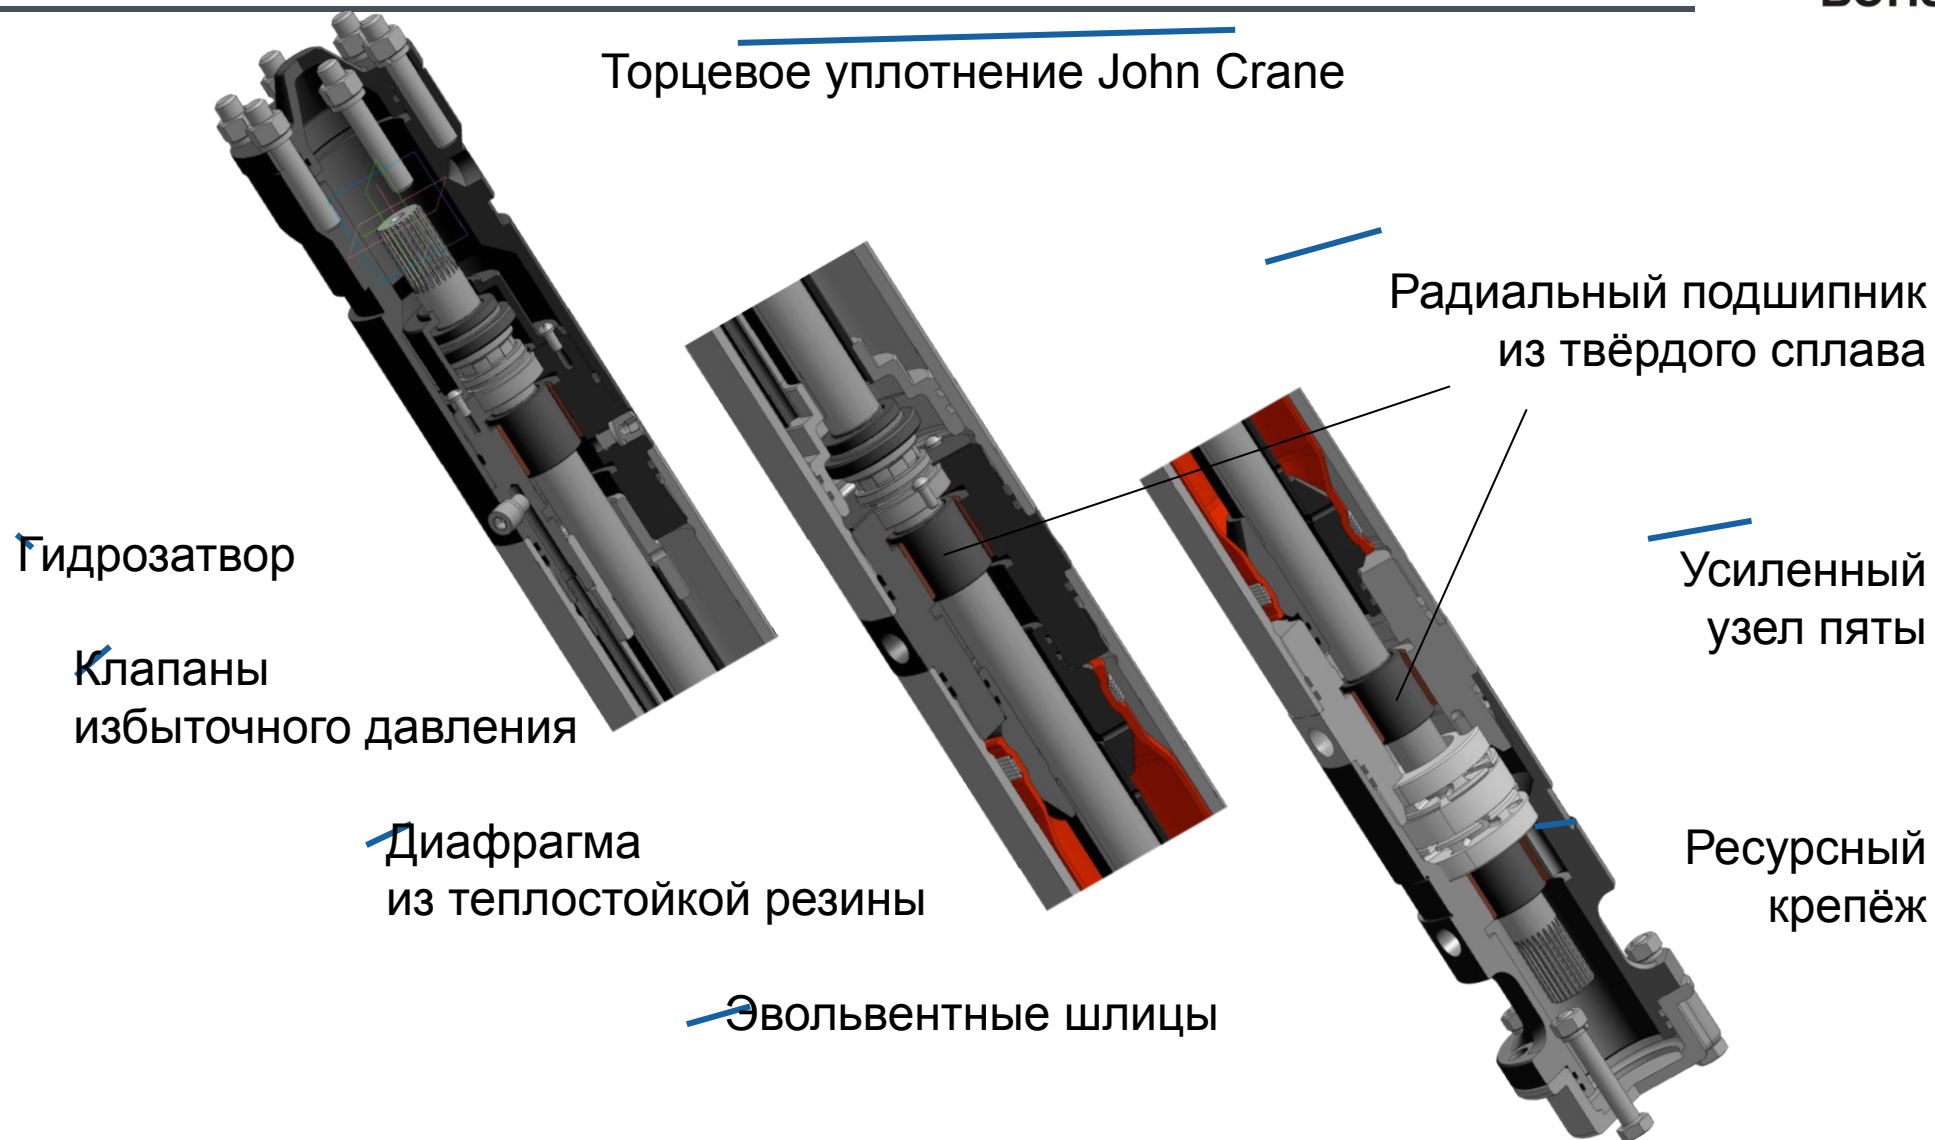 Торцевое уплотнение John Crane
Радиальный подшипник
из твёрдого сплава
Гидрозатвор
Усиленный
узел пяты
Клапаны
избыточного давления
Диафрагма
из теплостойкой резины
Ресурсный
крепёж
Эвольвентные шлицы